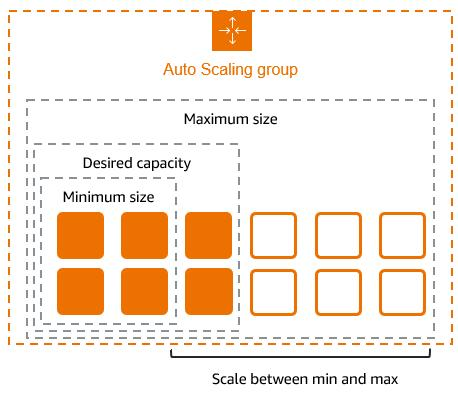 Auto Scaling group
Maximum size
Desired capacity
Minimum size
Scale between min and max